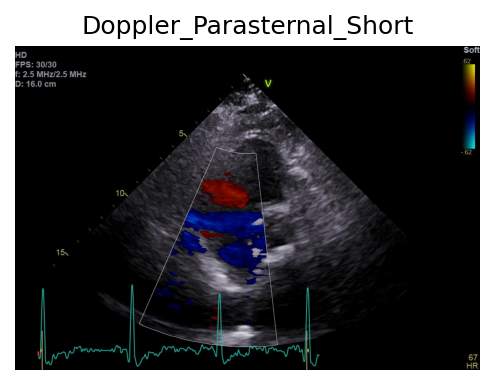 Doppler_Parasternal_Short
HD
FPS: 30/30
f: 2.5 MHz/2.5 MHz
D: 16.0 cm
Soft
62
V
5
-.62
10
15
67
HR